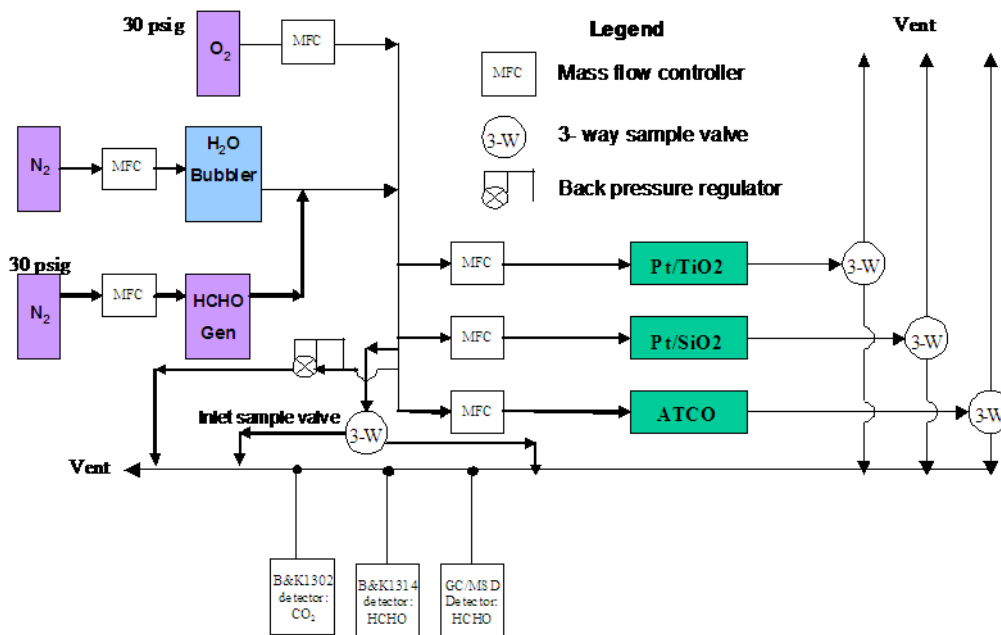 30 psig
O2
MFC
Legend
Vent
MFC
Mass flow controller
N2
MFC
H2O
Bubbler
3-W
3- way sample valve
Back pressure regulator
30 psig
N2
MFC
HCHO
Gen
MFC
Pt/TiO2
3-W
MFC
Pt/SiO2
3-W
Inlet sample valve
3-W
MFC
ATCO
3-W
Vent
B&K1302
detector:
CO2
B&K1314
detector:
HCHO
GC/MSD
Detector:
HCHO